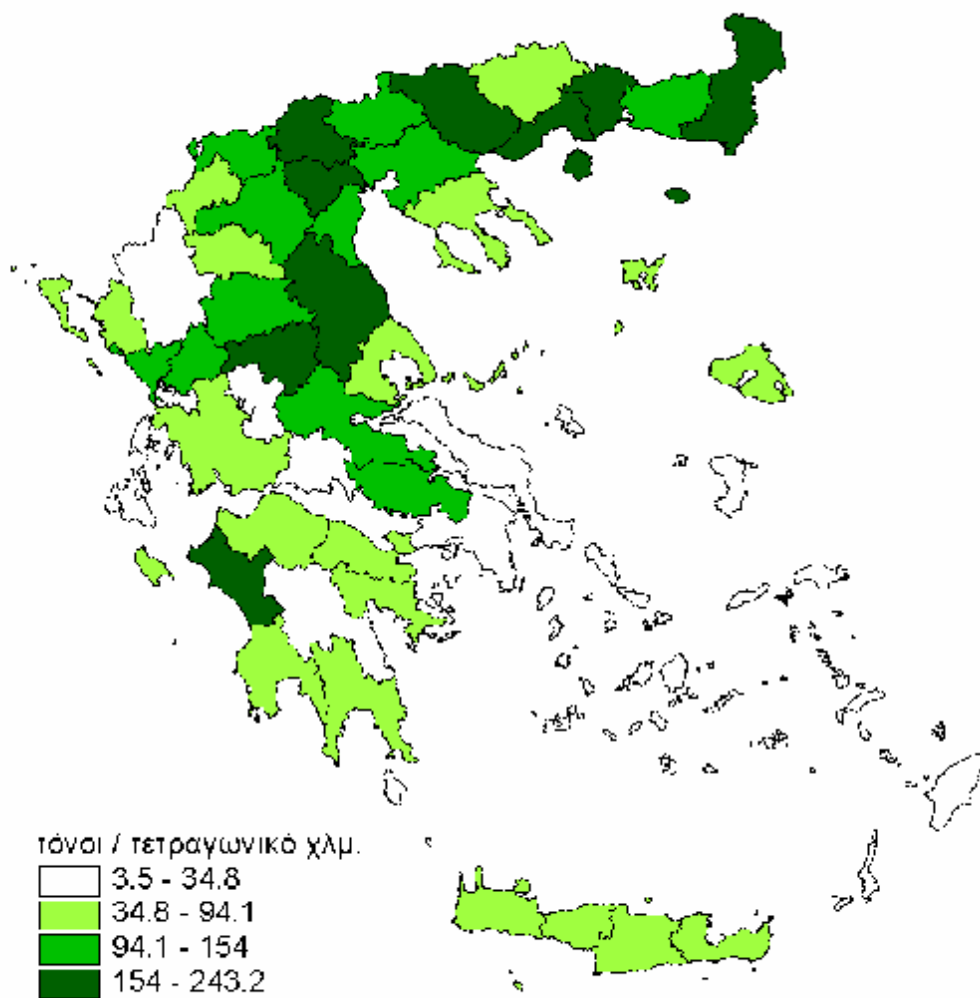 τόνοι / τετραγωνικό χλμ.
3.5 - 34.8
34.8 - 94.1
94.1 - 154
154 - 243.2